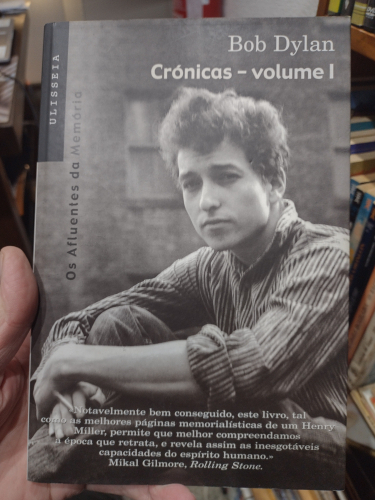 Bob Dylan
Crónicas – volume I
ULISSEIA
Os Afluentes da Memória
«Notavelmente bem conseguido, este livro, tal
como as melhores páginas memorialísticas de um Henry
Miller, permite que melhor compreendamos
a época que retrata, e revela assim as inesgotáveis
capacidades do espírito humano.»
Mikal Gilmore, Rolling Stone.